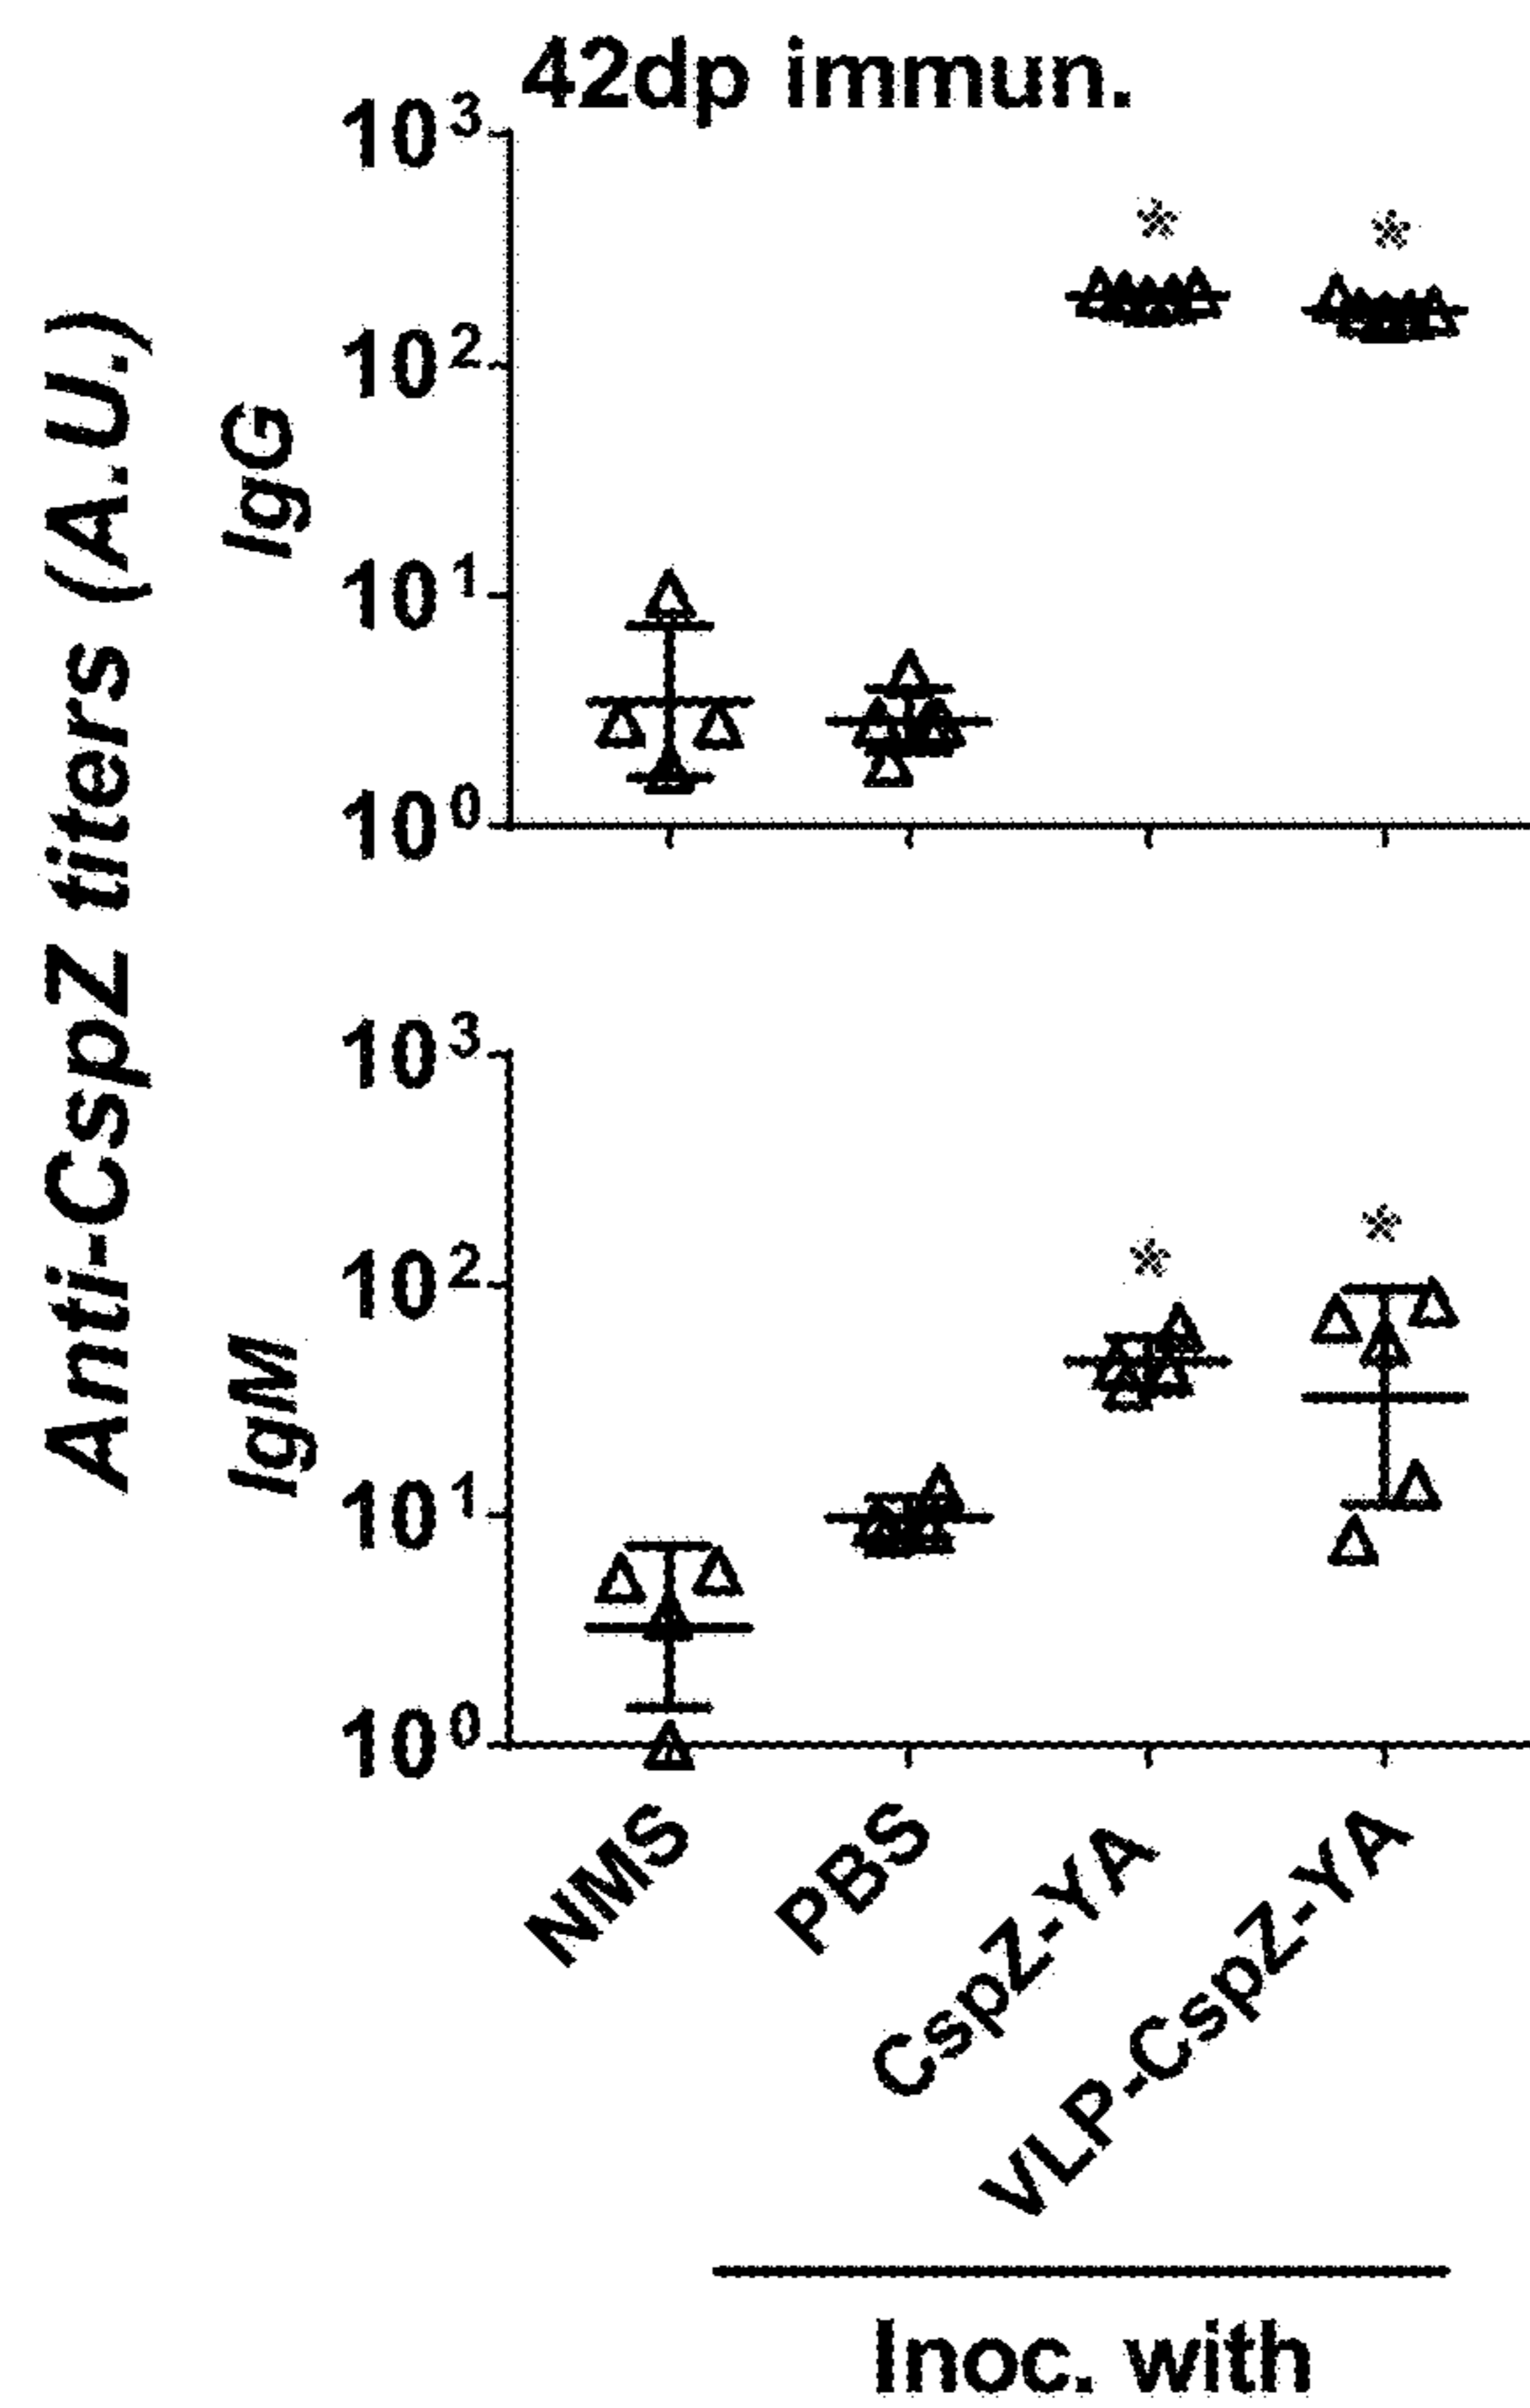 42dp immun.
Anti-CspZ titers (A.U.)
IgG
10³
10²
10¹
10⁰
*
*
IgM
10³
10²
10¹
10⁰
*
*
NMS
PBS
CspZ-YA
VLP-CspZ-YA
Inoc. with